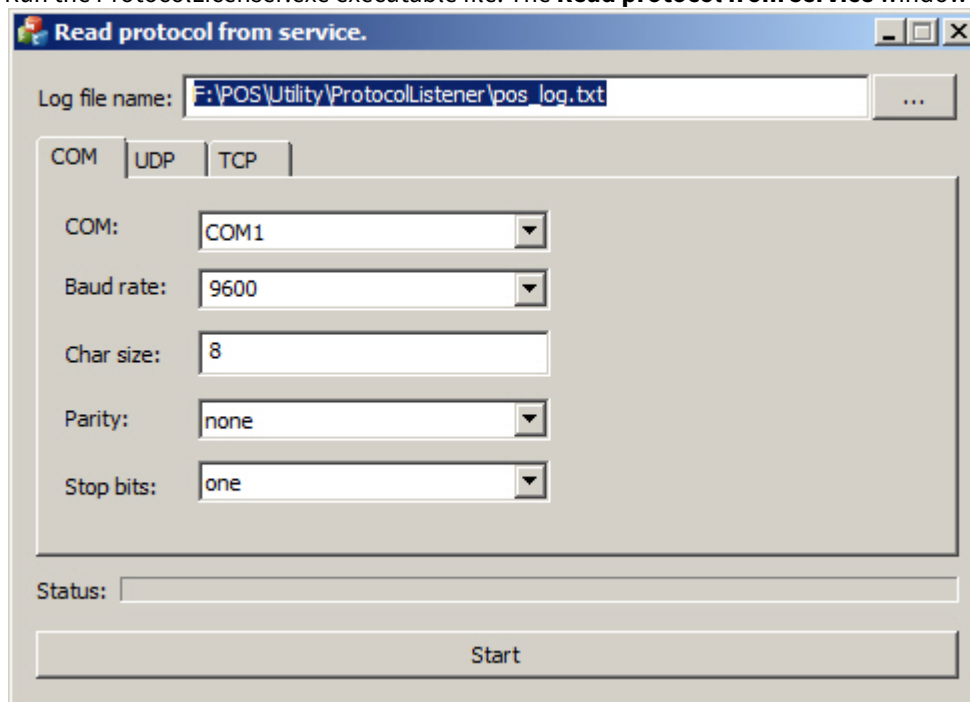 Run the ProtocolListener.exe executable file. The Read protocol from service window
Read protocol from service.
Log file name: F:\POS\Utility\ProtocolListener\pos_log.txt ...
COM UDP TCP
COM: COM1
Baud rate: 9600
Char size: 8
Parity: none
Stop bits: one
Status:
Start